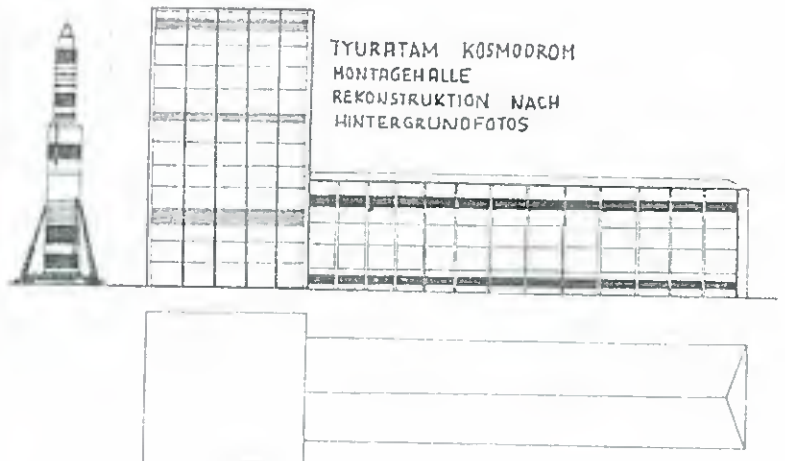 TYURATAM KOSMODROM
MONTAGEHALLE
REKONSTRUKTION NACH
HINTERGRUNDFOTOS